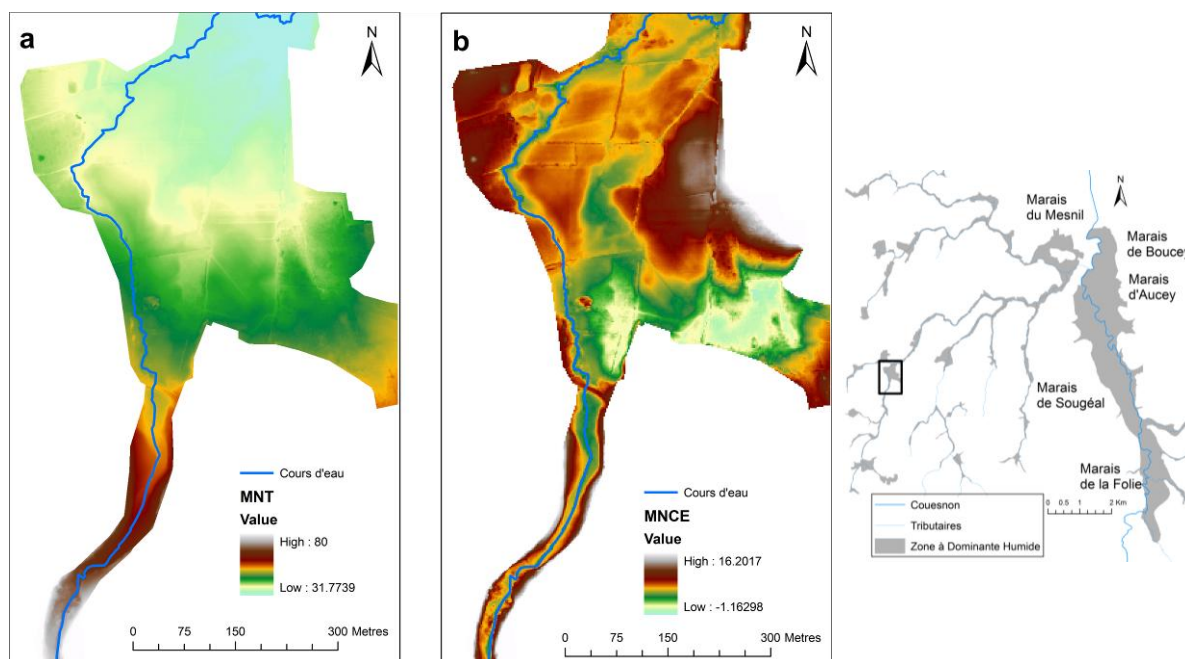 a
N
Cours d'eau
MNT
Value
High : 80
Low : 31.7739
0 75 150 300 Metres
b
N
Cours d'eau
MNCE
Value
High : 16.2017
Low : -1.16298
0 75 150 300 Metres
N
Marais
du Mesnil
Marais
de Boucey
Marais
d'Aucey
Marais
de Sougéal
Marais
de la Folie
0 0.5 1 2 Km
Couesnon
Tributaires
Zone à Dominante Humide